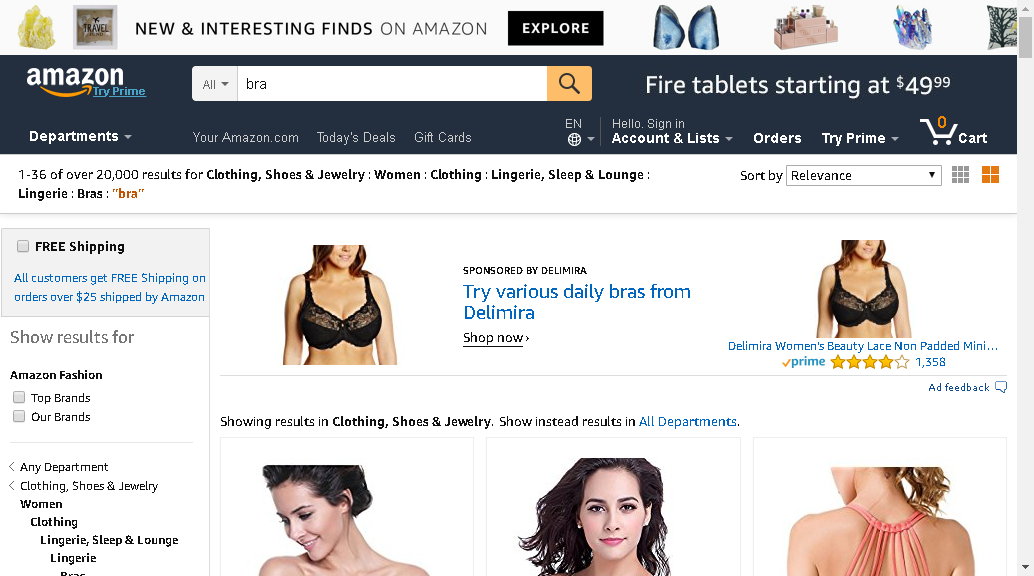 TRAVEL
NEW & INTERESTING FINDS ON AMAZON
EXPLORE
amazon
Try Prime
All
bra
Fire tablets starting at $49.99
Departments
Your Amazon.com
Today's Deals
Gift Cards
EN
Hello. Sign in
Account & Lists
Orders
Try Prime
0
Cart
1-36 of over 20,000 results for Clothing, Shoes & Jewelry : Women : Clothing : Lingerie, Sleep & Lounge :
Lingerie : Bras : "bra"
Sort by Relevance
FREE Shipping
All customers get FREE Shipping on
orders over $25 shipped by Amazon
Show results for
Amazon Fashion
Top Brands
Our Brands
Any Department
Clothing, Shoes & Jewelry
Women
Clothing
Lingerie, Sleep & Lounge
Lingerie
Bras
SPONSORED BY DELIMIRA
Try various daily bras from
Delimira
Shop now ›
Delimira Women's Beauty Lace Non Padded Mini...
prime 1,358
Ad feedback
Showing results in Clothing, Shoes & Jewelry. Show instead results in All Departments.